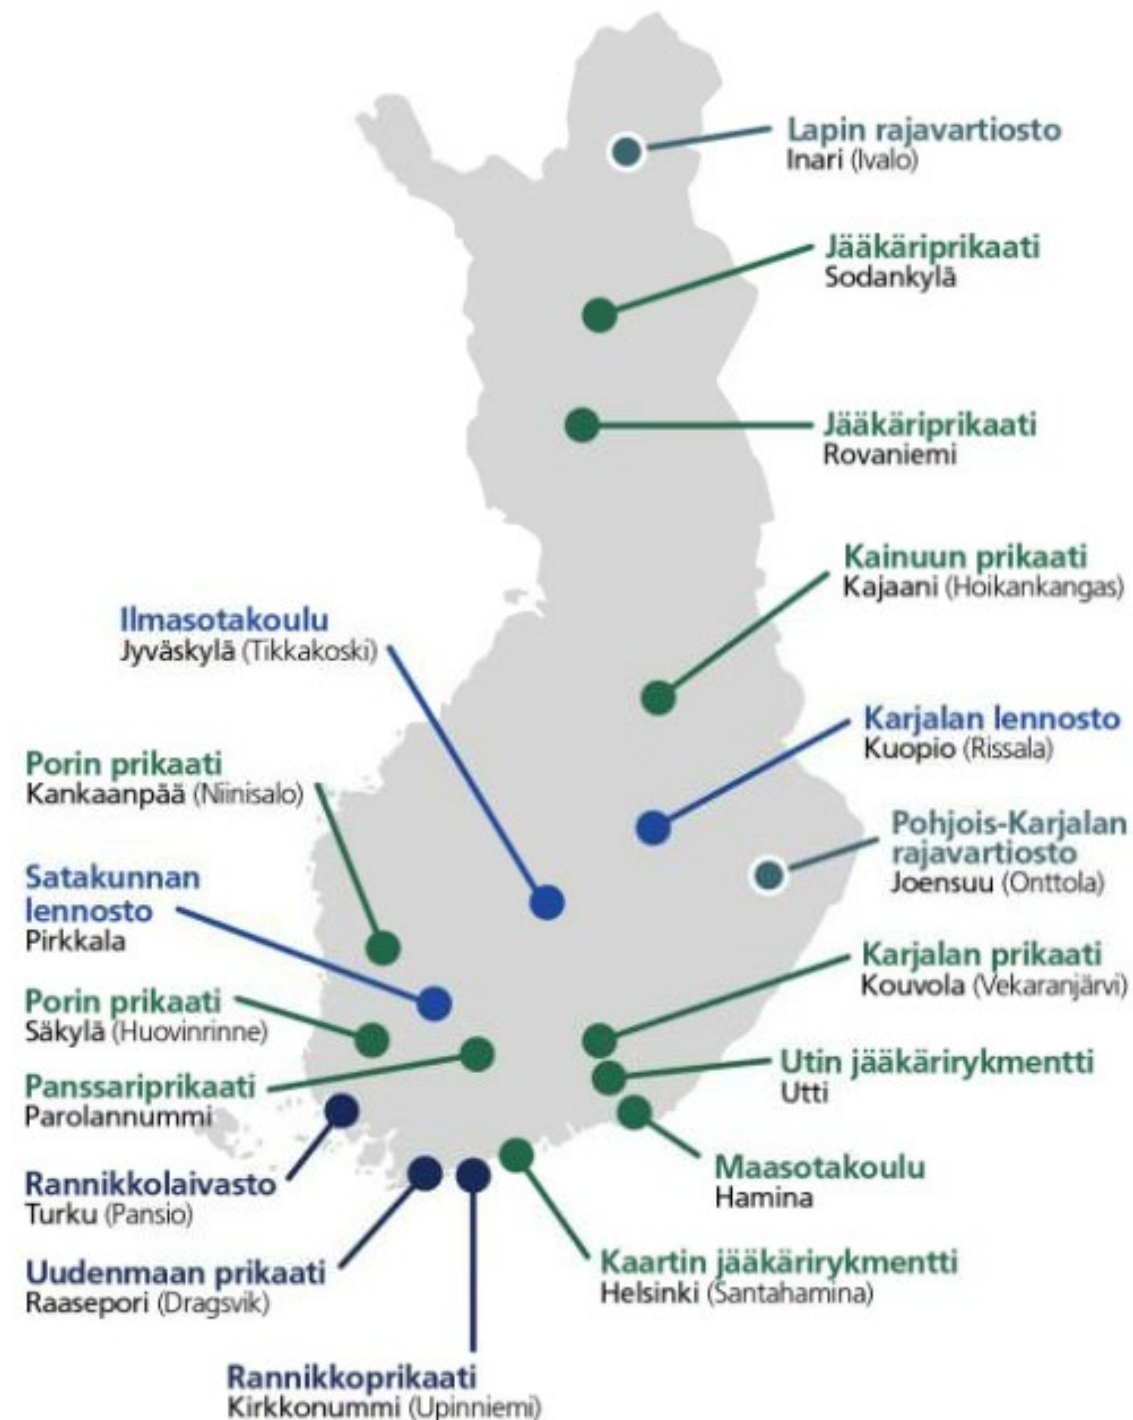 Lapin rajavartiosto
Inari (Ivalo)
Jääkäriprikaati
Sodankylä
Jääkäriprikaati
Rovaniemi
Kainuun prikaati
Kajaani (Hoikankangas)
Ilmasotakoulu
Jyväskylä (Tikkakoski)
Karjalan lennosto
Kuopio (Rissala)
Porin prikaati
Kankaanpää (Niinisalo)
Pohjois-Karjalan
rajavartiosto
Joensuu (Onttola)
Satakunnan
lennosto
Pirkkala
Karjalan prikaati
Kouvola (Vekaranjärvi)
Porin prikaati
Säkylä (Huovinrinne)
Utin jääkärirykmentti
Utti
Panssariprikaati
Parolannummi
Maasotakoulu
Hamina
Rannikkolaivasto
Turku (Pansio)
Kaartin jääkärirykmentti
Helsinki (Santahamina)
Uudenmaan prikaati
Raasepori (Dragsvik)
Rannikkoprikaati
Kirkkonummi (Upinniemi)